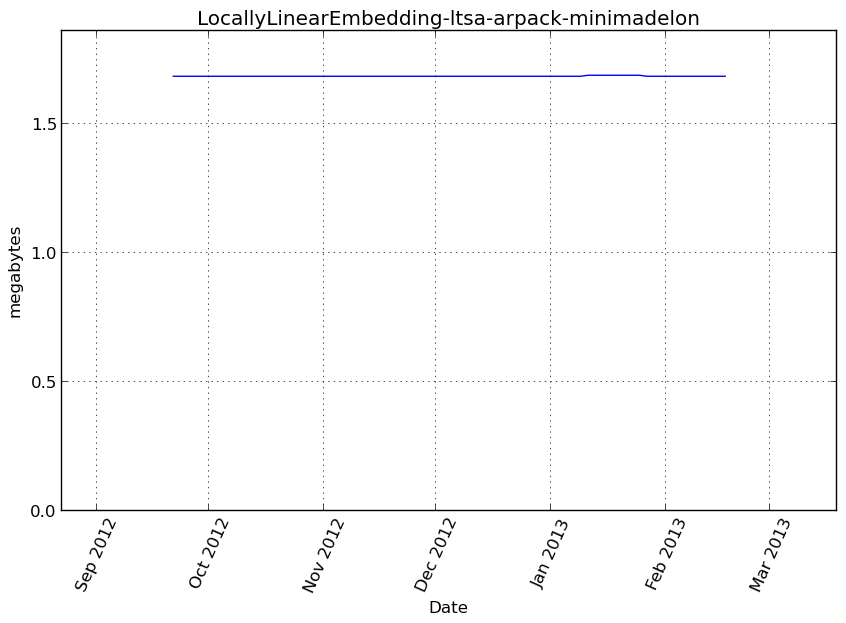 LocallyLinearEmbedding-ltsa-arpack-minimadelon
megabytes
1.5
1.0
0.5
0.0
Sep 2012
Oct 2012
Nov 2012
Dec 2012
Jan 2013
Feb 2013
Mar 2013
Date